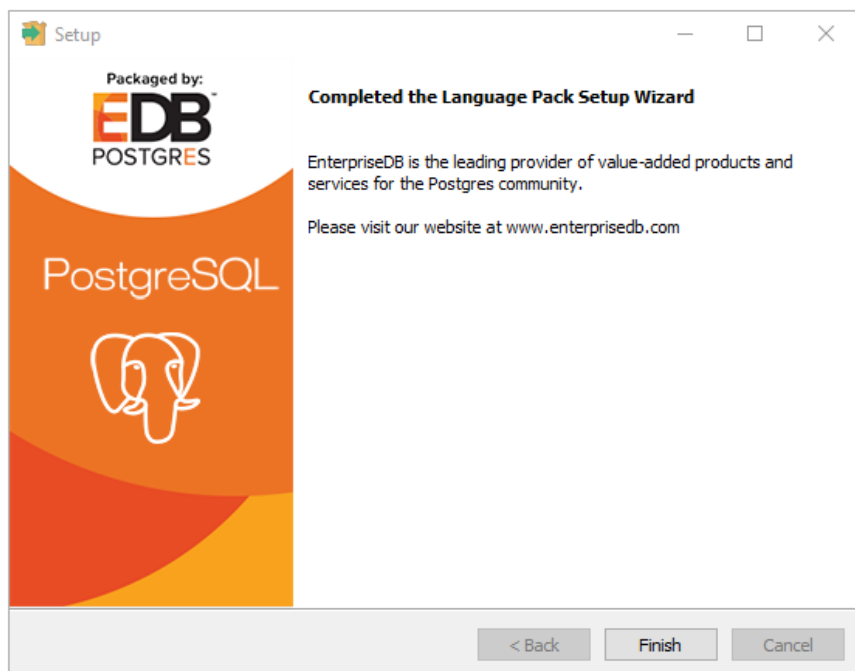 Setup
Packaged by:
EDB™
POSTGRES
PostgreSQL
Completed the Language Pack Setup Wizard
EnterpriseDB is the leading provider of value-added products and
services for the Postgres community.
Please visit our website at www.enterprisedb.com
< Back
Finish
Cancel